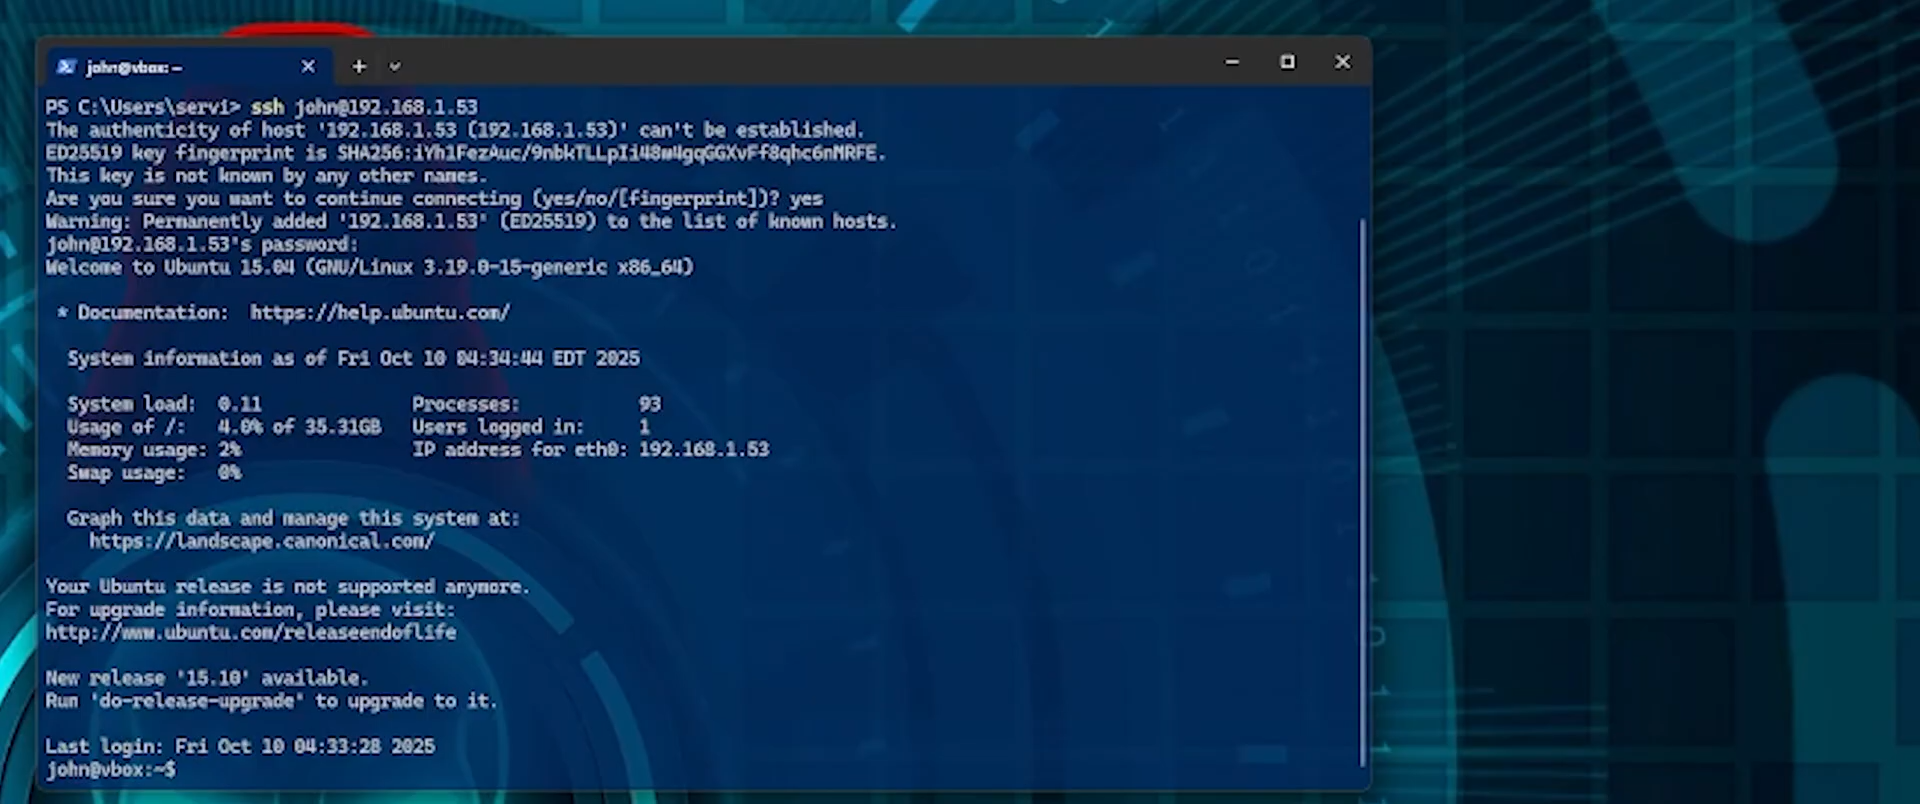 john@vbox: ~
PS C:\Users\servi> ssh john@192.168.1.53
The authenticity of host '192.168.1.53 (192.168.1.53)' can't be established.
ED25519 key fingerprint is SHA256:iYh1FezAuc/9nbkTLLpIi48w4gqGGXvFf8qhc6nMRFE.
This key is not known by any other names.
Are you sure you want to continue connecting (yes/no/[fingerprint])? yes
Warning: Permanently added '192.168.1.53' (ED25519) to the list of known hosts.
john@192.168.1.53's password:
Welcome to Ubuntu 15.04 (GNU/Linux 3.19.0-15-generic x86_64)
* Documentation: https://help.ubuntu.com/
System information as of Fri Oct 10 04:34:44 EDT 2025
System load: 0.11 Processes: 93
Usage of /: 4.0% of 35.31GB Users logged in: 1
Memory usage: 2% IP address for eth0: 192.168.1.53
Swap usage: 0%
Graph this data and manage this system at:
https://landscape.canonical.com/
Your Ubuntu release is not supported anymore.
For upgrade information, please visit:
http://www.ubuntu.com/releaseendoflife
New release '15.10' available.
Run 'do-release-upgrade' to upgrade to it.
Last login: Fri Oct 10 04:33:28 2025
john@vbox:~$